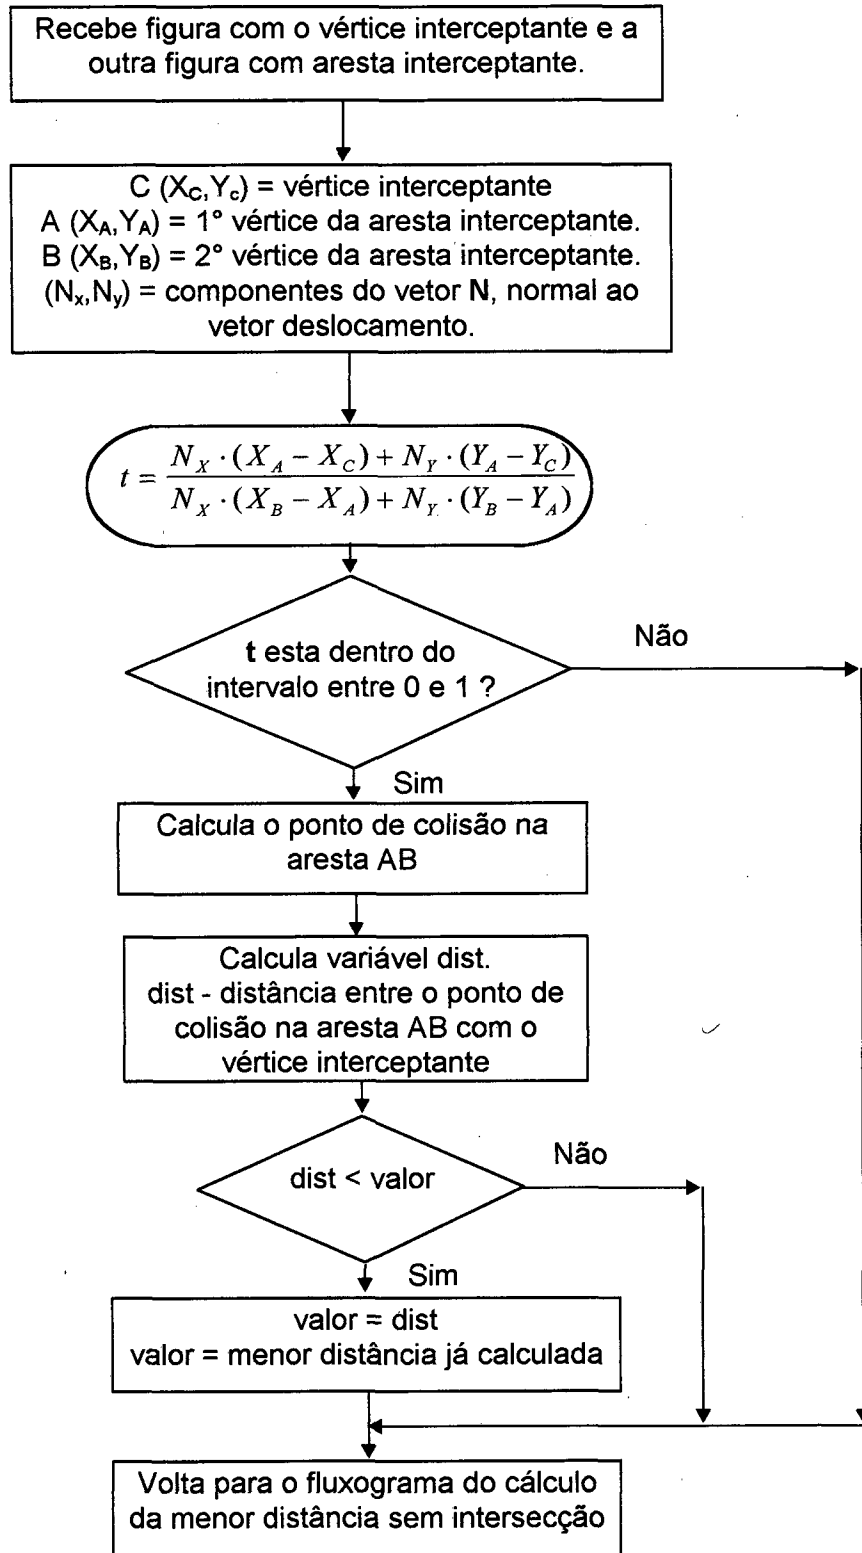 Recebe figura com o vértice interceptante e a
outra figura com aresta interceptante.
C (X_C,Y_c) = vértice interceptante
A (X_A,Y_A) = 1° vértice da aresta interceptante.
B (X_B,Y_B) = 2° vértice da aresta interceptante.
(N_x,N_y) = componentes do vetor N, normal ao
vetor deslocamento.
t = \frac{N_X \cdot (X_A - X_C) + N_Y \cdot (Y_A - Y_C)}{N_X \cdot (X_B - X_A) + N_Y \cdot (Y_B - Y_A)}
Não
t esta dentro do
intervalo entre 0 e 1 ?
Sim
Calcula o ponto de colisão na
aresta AB
Calcula variável dist.
dist - distância entre o ponto de
colisão na aresta AB com o
vértice interceptante
Não
dist < valor
Sim
valor = dist
valor = menor distância já calculada
Volta para o fluxograma do cálculo
da menor distância sem intersecção